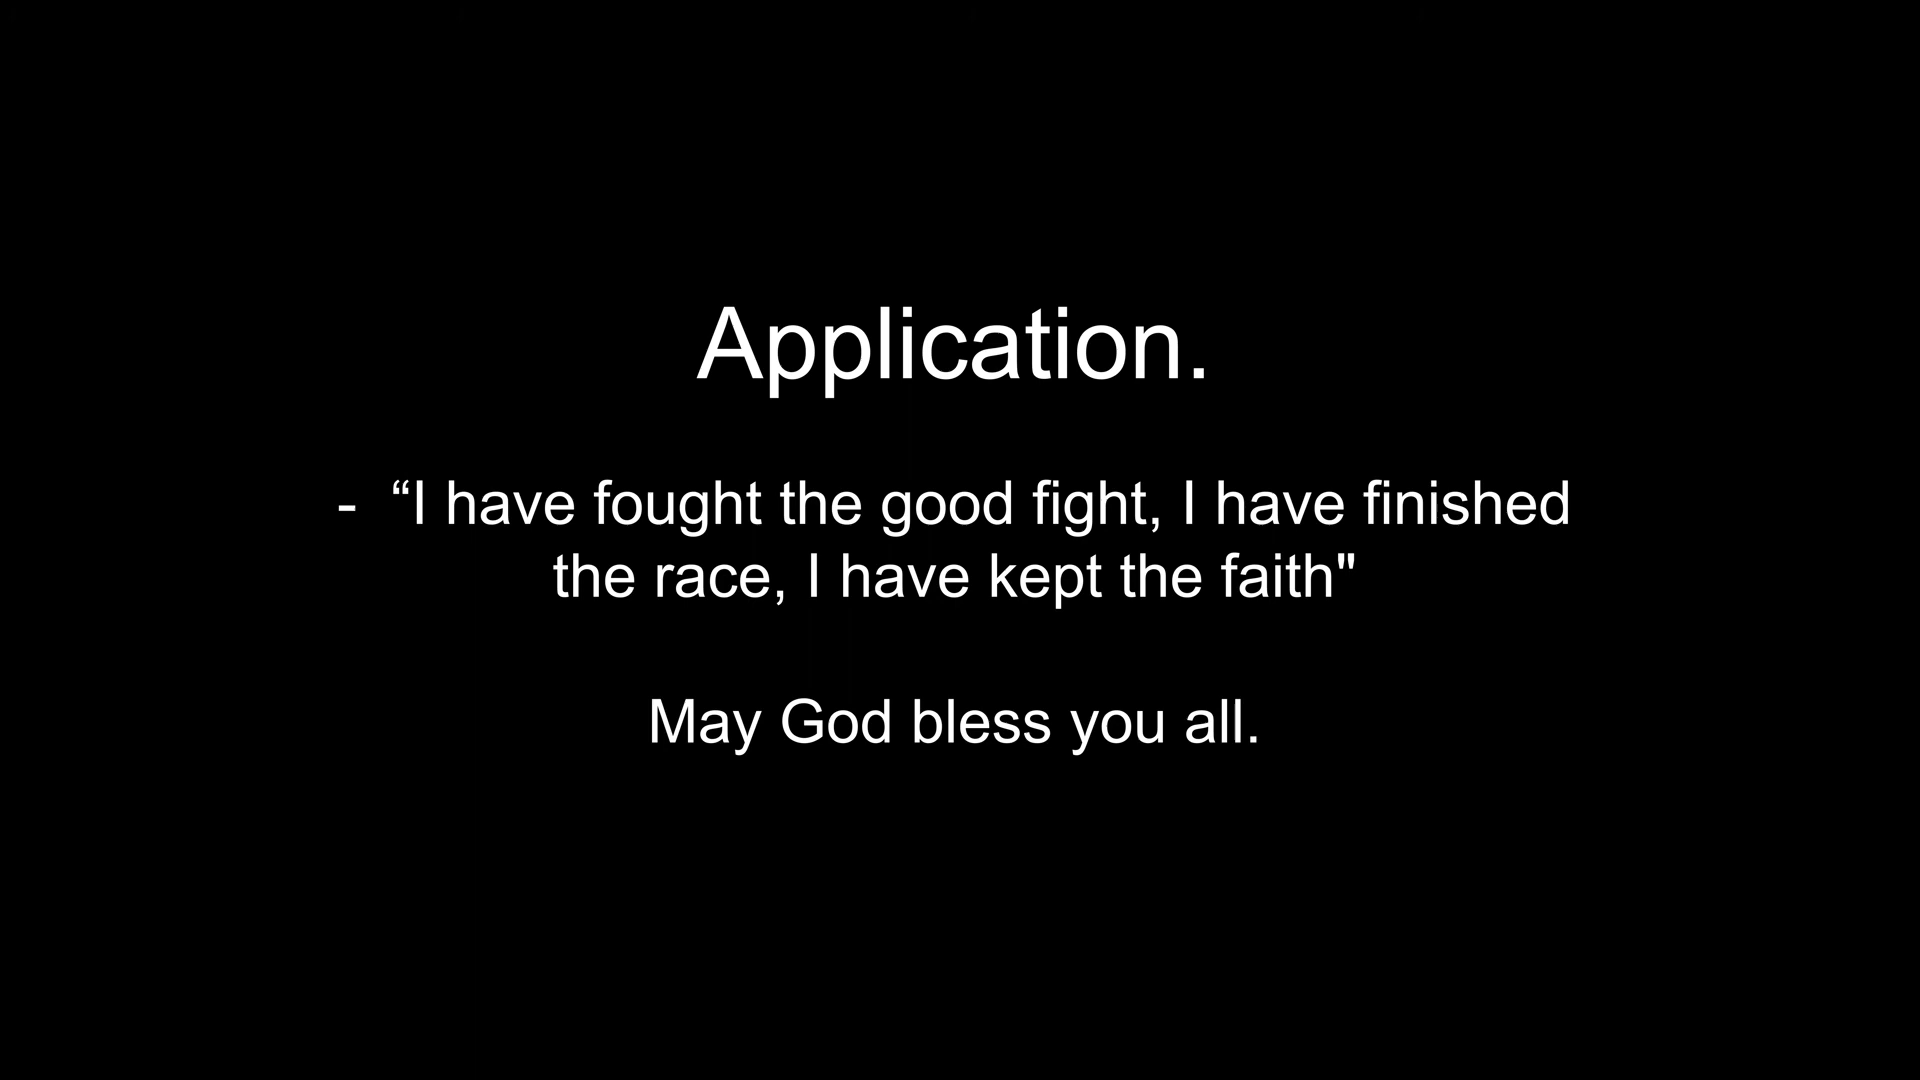 Application.
- “I have fought the good fight, I have finished
the race, I have kept the faith"
May God bless you all.